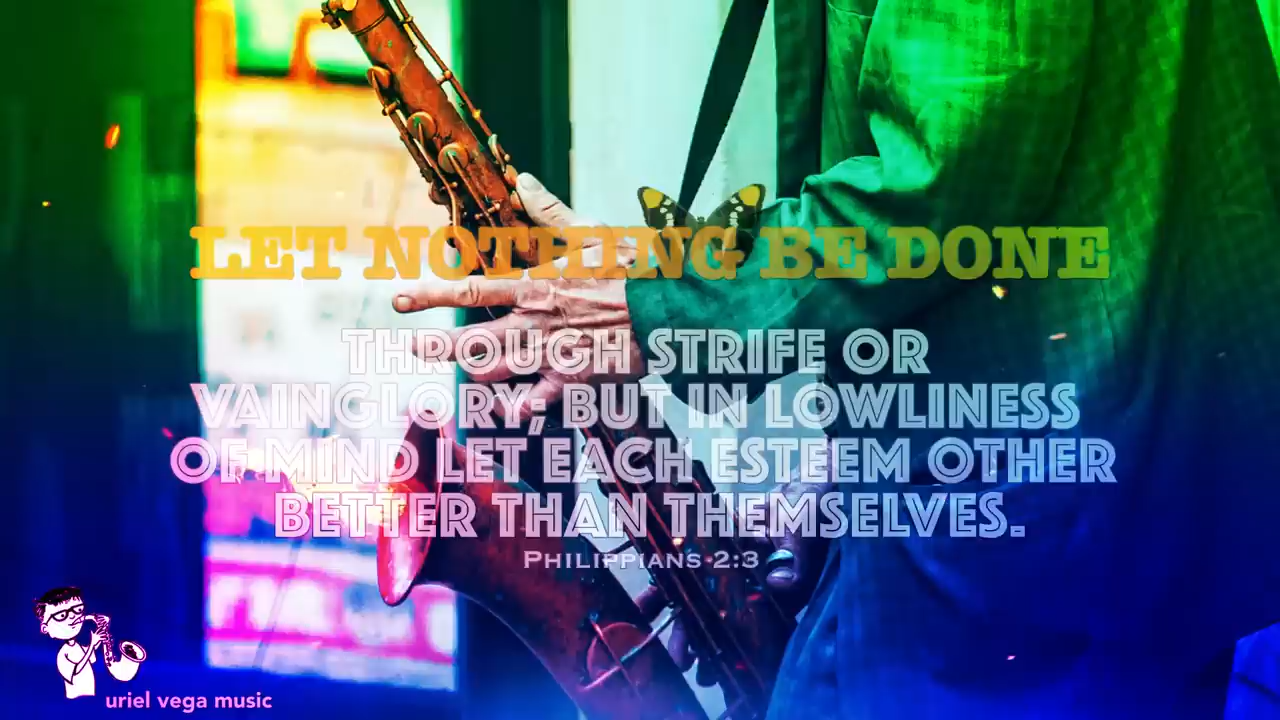 LET NOTHING BE DONE
THROUGH STRIFE OR
VAINGLORY; BUT IN LOWLINESS
OF MIND LET EACH ESTEEM OTHER
BETTER THAN THEMSELVES.
PHILIPPIANS 2:3
uriel vega music